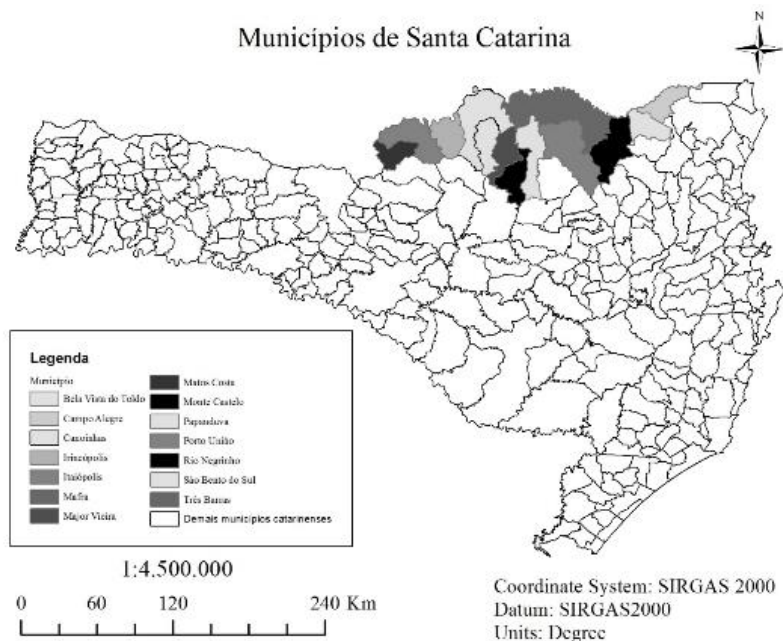 N
Municípios de Santa Catarina
Legenda
Município
Bela Vista do Toldo
Campo Alegre
Canoinhas
Irineópolis
Itaiópolis
Mafra
Major Vieira
Matos Costa
Monte Castelo
Papanduva
Porto União
Rio Negrinho
São Bento do Sul
Três Barras
Demais municípios catarinenses
1:4.500.000
0 60 120 240 Km
Coordinate System: SIRGAS 2000
Datum: SIRGAS2000
Units: Degree